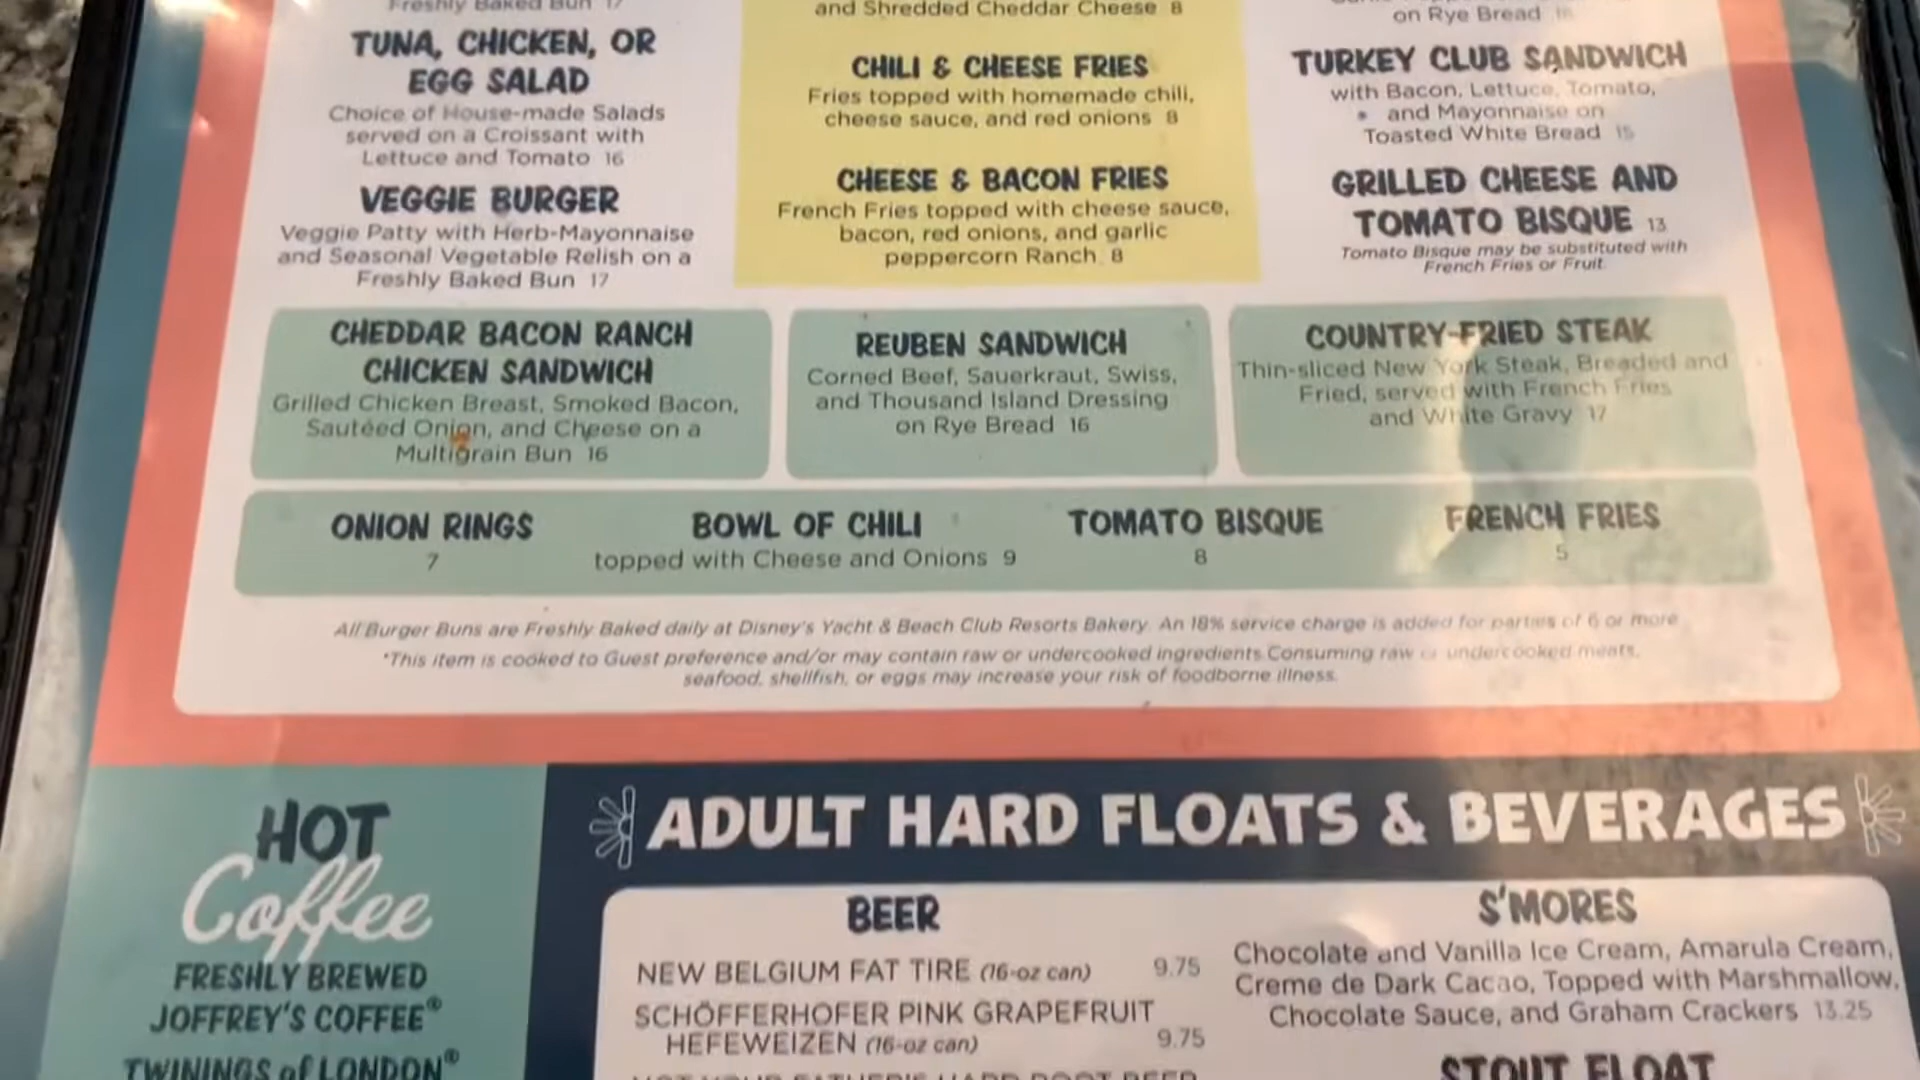 Freshly Baked Bun 17
TUNA, CHICKEN, OR
EGG SALAD
Choice of House-made Salads
served on a Croissant with
Lettuce and Tomato 16
VEGGIE BURGER
Veggie Patty with Herb-Mayonnaise
and Seasonal Vegetable Relish on a
Freshly Baked Bun 17
and Shredded Cheddar Cheese 8
CHILI & CHEESE FRIES
Fries topped with homemade chili,
cheese sauce, and red onions 8
CHEESE & BACON FRIES
French Fries topped with cheese sauce,
bacon, red onions, and garlic
peppercorn Ranch 8
on Rye Bread
TURKEY CLUB SANDWICH
with Bacon, Lettuce, Tomato,
and Mayonnaise on
Toasted White Bread 15
GRILLED CHEESE AND
TOMATO BISQUE 13
Tomato Bisque may be substituted with
French Fries or Fruit
CHEDDAR BACON RANCH
CHICKEN SANDWICH
Grilled Chicken Breast, Smoked Bacon,
Sautéed Onion, and Cheese on a
Multigrain Bun 16
REUBEN SANDWICH
Corned Beef, Sauerkraut, Swiss,
and Thousand Island Dressing
on Rye Bread 16
COUNTRY-FRIED STEAK
Thin-sliced New York Steak, Breaded and
Fried, served with French Fries
and White Gravy 17
ONION RINGS
7
BOWL OF CHILI
topped with Cheese and Onions 9
TOMATO BISQUE
8
FRENCH FRIES
5
All Burger Buns are Freshly Baked daily at Disney's Yacht & Beach Club Resorts Bakery. An 18% service charge is added for parties of 6 or more
*This item is cooked to Guest preference and/or may contain raw or undercooked ingredients. Consuming raw or undercooked meats,
seafood, shellfish, or eggs may increase your risk of foodborne illness.
HOT
Coffee
FRESHLY BREWED
JOFFREY'S COFFEE®
TWININGS of LONDON®
ADULT HARD FLOATS & BEVERAGES
BEER
NEW BELGIUM FAT TIRE (16-oz can) 9.75
SCHÖFFERHOFER PINK GRAPEFRUIT
HEFEWEIZEN (16-oz can) 9.75
NOT YOUR FATHER'S HARD ROOT BEER
S'MORES
Chocolate and Vanilla Ice Cream, Amarula Cream,
Creme de Dark Cacao, Topped with Marshmallow,
Chocolate Sauce, and Graham Crackers 13.25
STOUT FLOAT